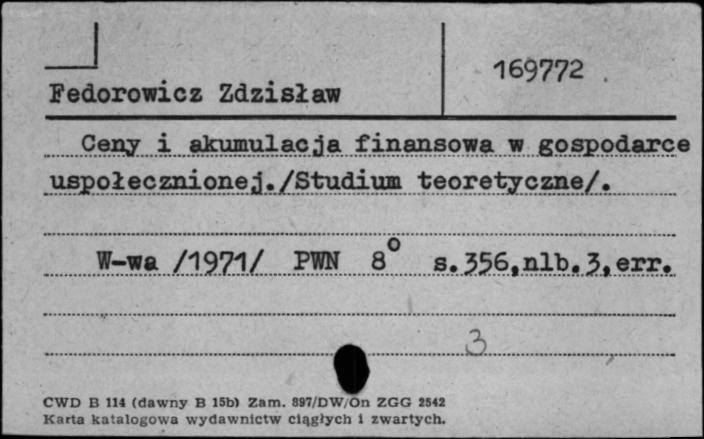 169772
Fedorowicz Zdzisław
Ceny i akumulacja finansowa w gospodarce
uspołecznionej./Studium teoretyczne/.
W-wa /1971/ PWN 8° s.356,nlb.3,err.
3
CWD B 114 (dawny B 15b) Zam. 897/DW/On ZGG 2542
Karta katalogowa wydawnictw ciągłych i zwartych.